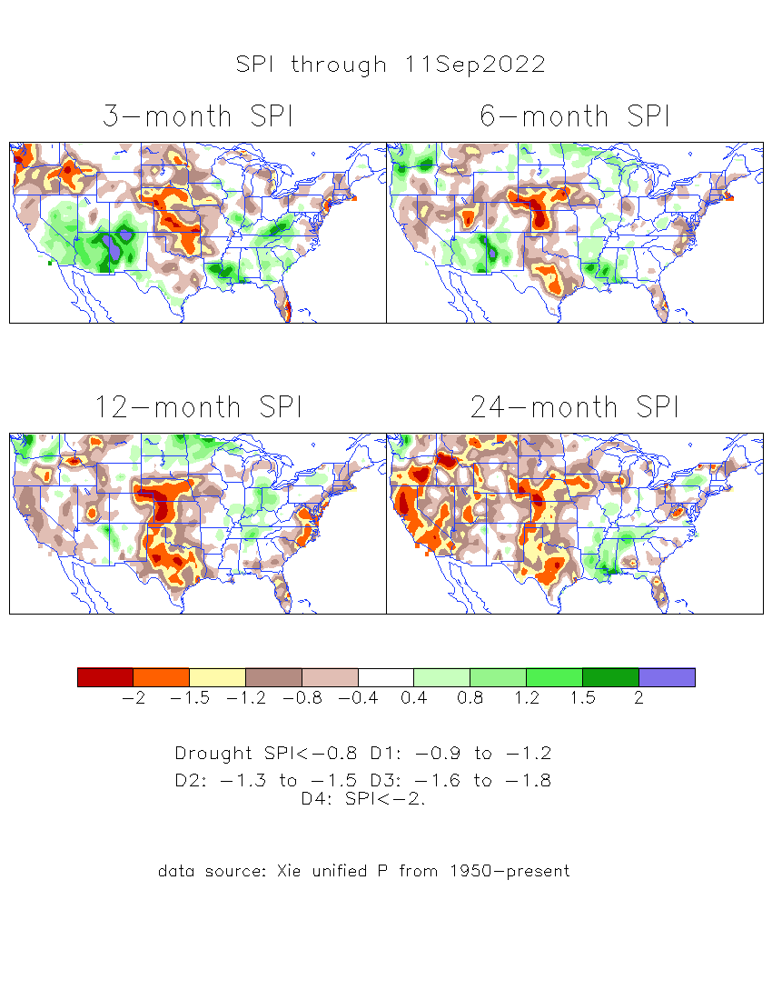 SPI through 11Sep2022
3-month SPI 6-month SPI
12-month SPI 24-month SPI
-2 -1.5 -1.2 -0.8 -0.4 0.4 0.8 1.2 1.5 2
Drought SPI<-0.8 D1: -0.9 to -1.2
D2: -1.3 to -1.5 D3: -1.6 to -1.8
D4: SPI<-2.
data source: Xie unified P from 1950-present